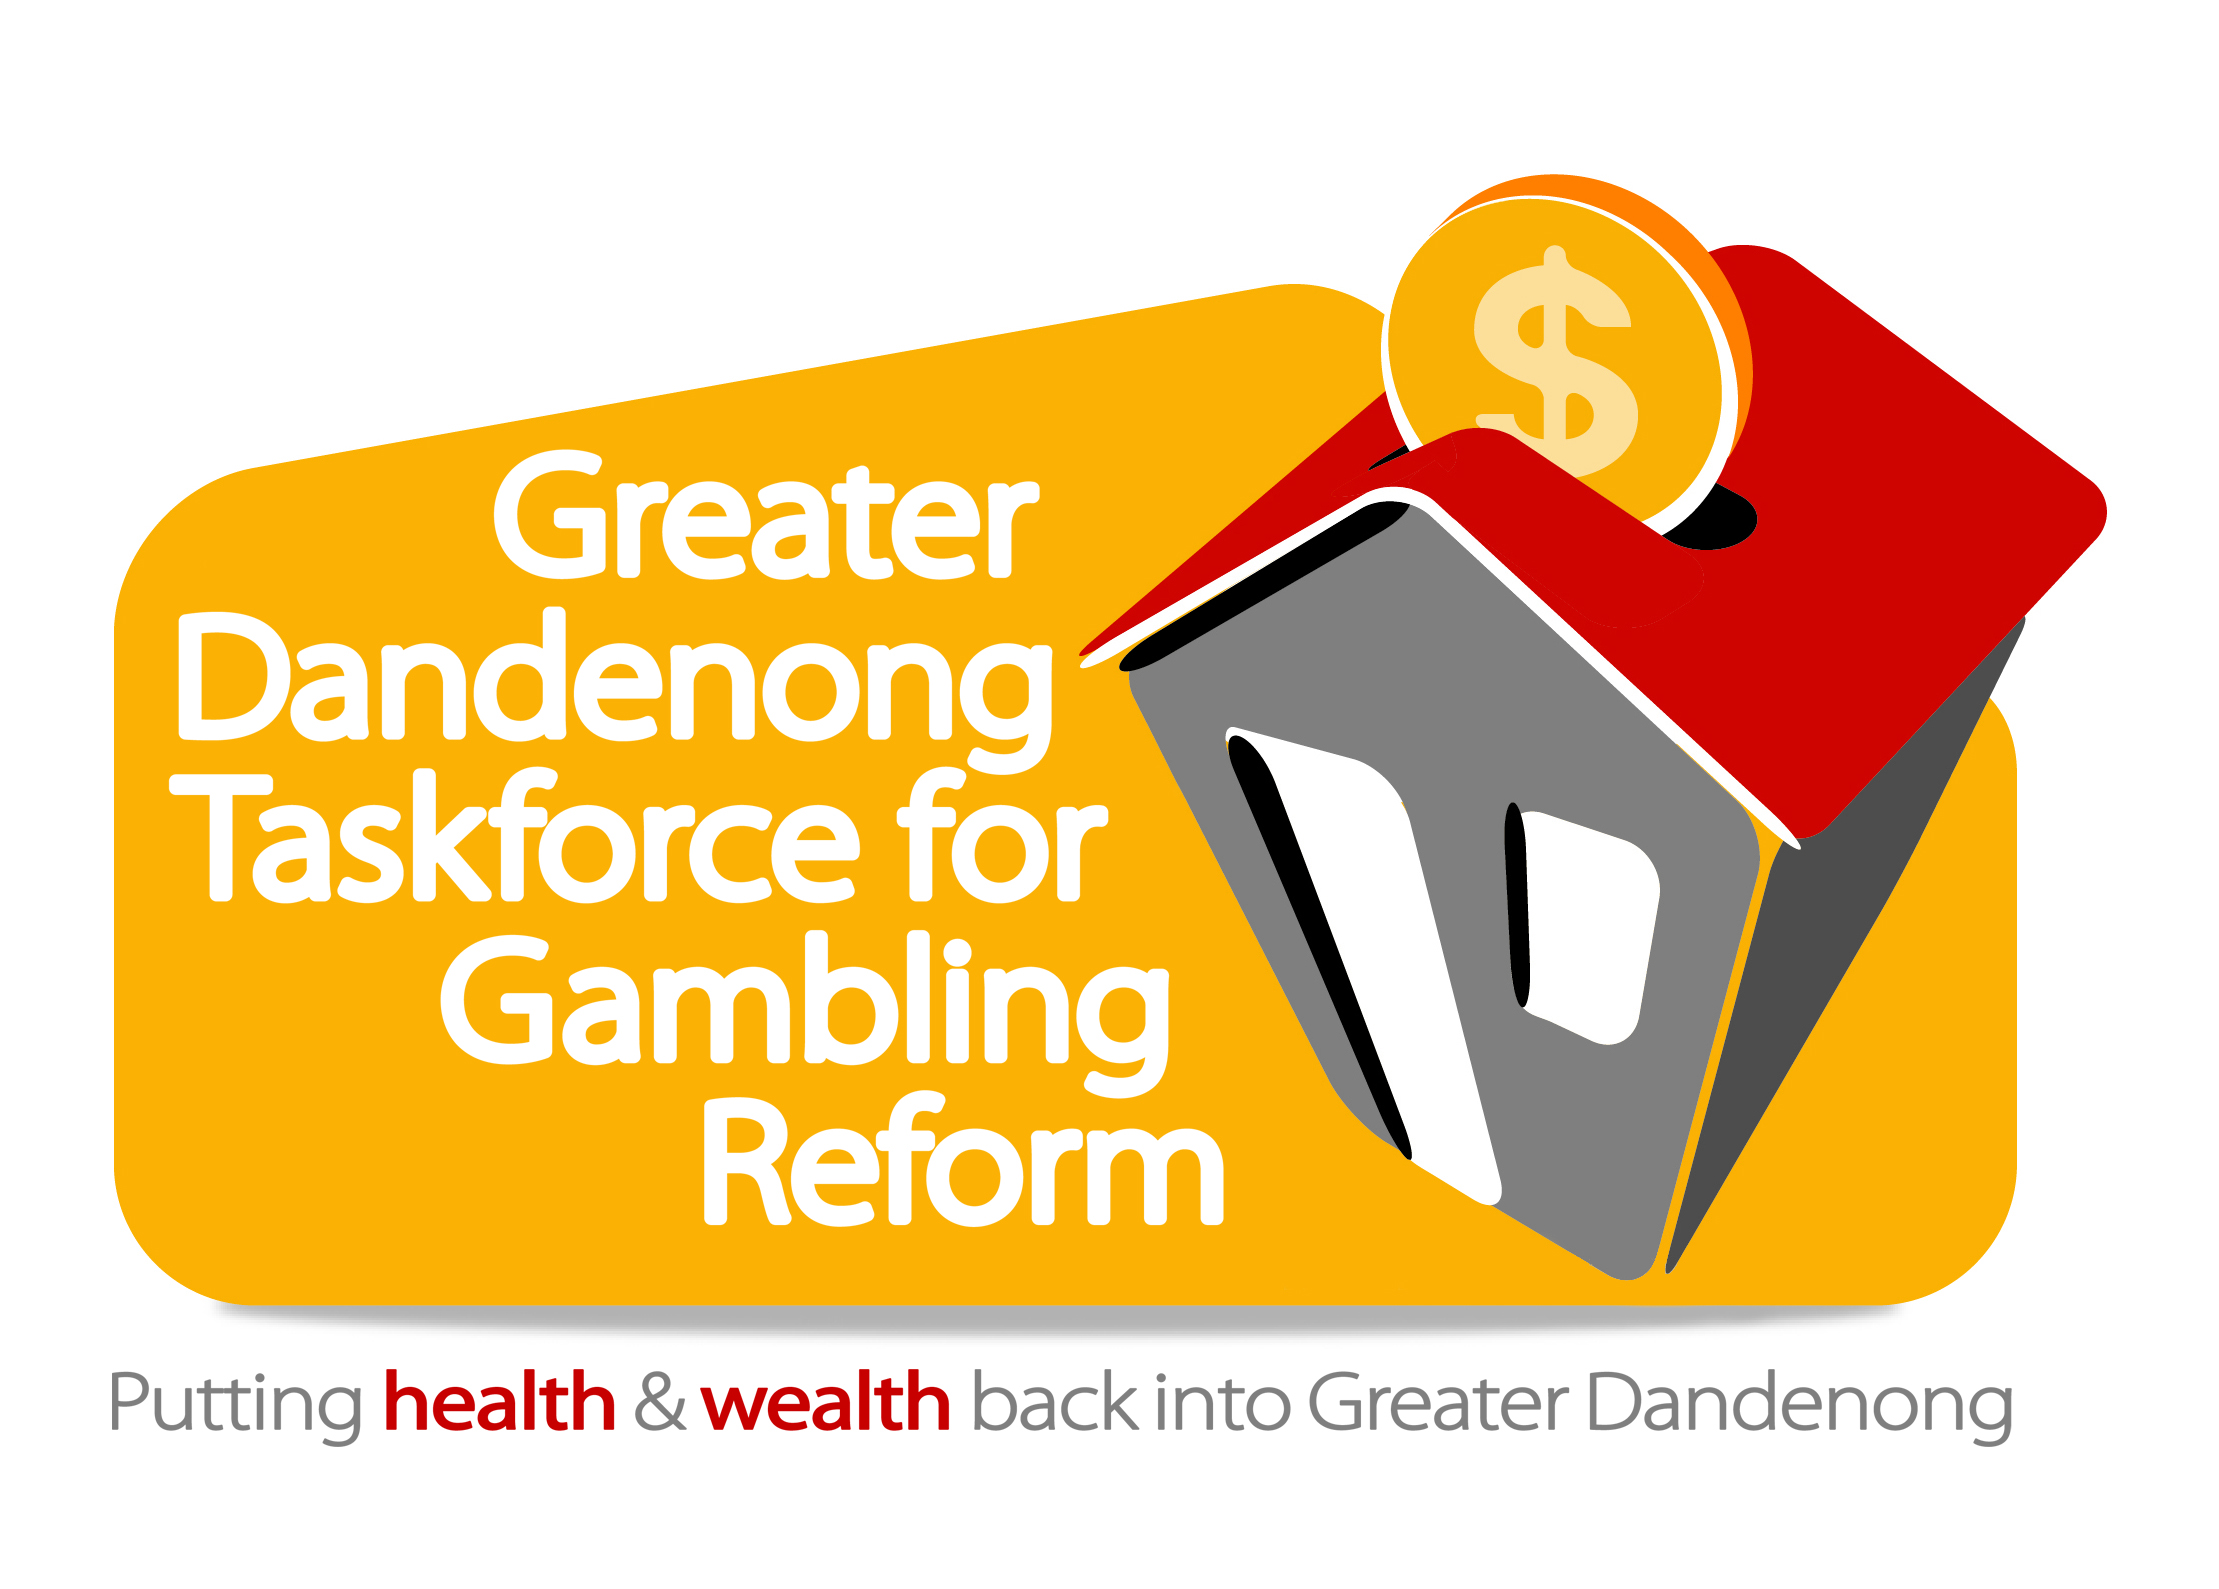 Greater
Dandenong
Taskforce for
Gambling
Reform
$
Putting health & wealth back into Greater Dandenong